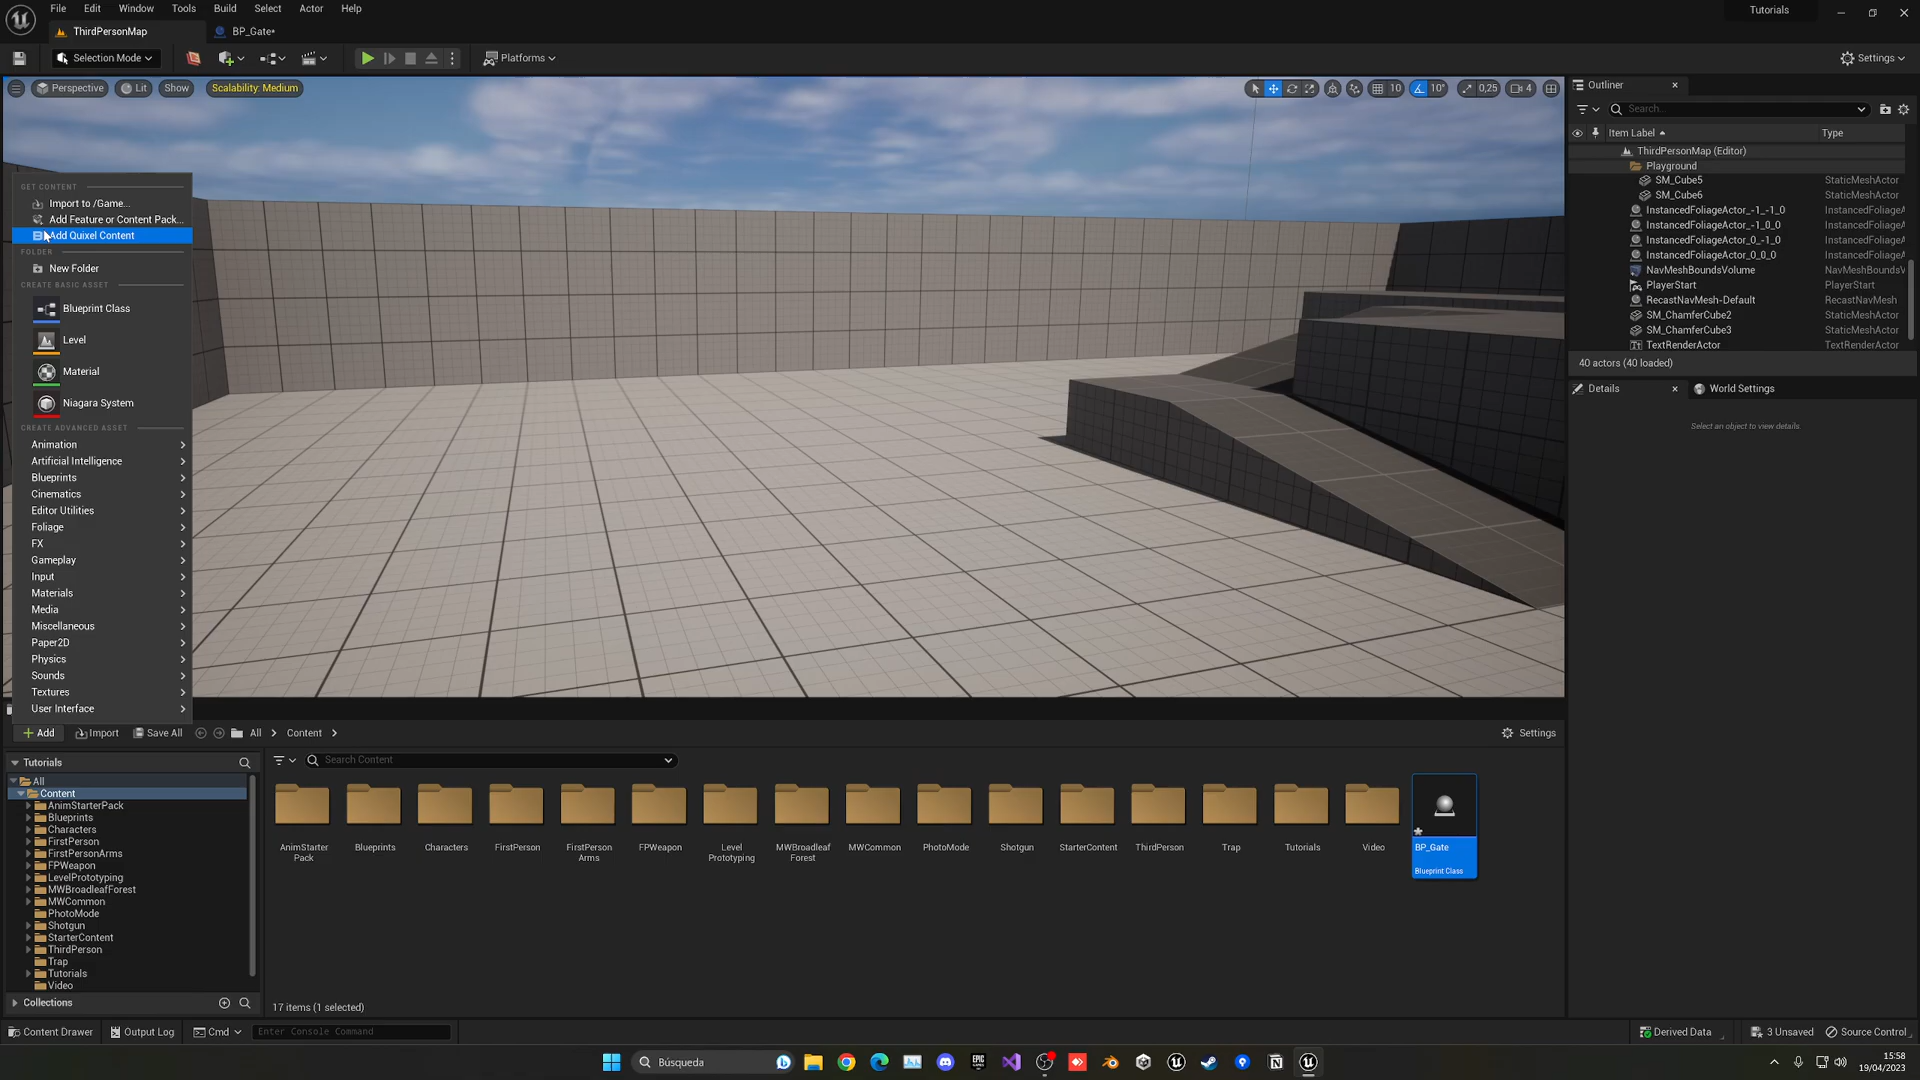 File Edit Window Tools Build Select Actor Help
Tutorials
ThirdPersonMap
BP_Gate*
Selection Mode
Platforms
Settings
Perspective
Lit
Show
Scalability: Medium
10
10°
0,25
4
GET CONTENT
Import to /Game...
Add Feature or Content Pack...
Add Quixel Content
FOLDER
New Folder
CREATE BASIC ASSET
Blueprint Class
Level
Material
Niagara System
CREATE ADVANCED ASSET
Animation
Artificial Intelligence
Blueprints
Cinematics
Editor Utilities
Foliage
FX
Gameplay
Input
Materials
Media
Miscellaneous
Paper2D
Physics
Sounds
Textures
User Interface
Outliner
Search...
Item Label
Type
ThirdPersonMap (Editor)
Playground
SM_Cube5 StaticMeshActor
SM_Cube6 StaticMeshActor
InstancedFoliageActor_-1_-1_0 InstancedFoliageA
InstancedFoliageActor_-1_0_0 InstancedFoliageA
InstancedFoliageActor_0_-1_0 InstancedFoliageA
InstancedFoliageActor_0_0_0 InstancedFoliageA
NavMeshBoundsVolume NavMeshBoundsV
PlayerStart PlayerStart
RecastNavMesh-Default RecastNavMesh
SM_ChamferCube2 StaticMeshActor
SM_ChamferCube3 StaticMeshActor
TextRenderActor TextRenderActor
40 actors (40 loaded)
Details
World Settings
Select an object to view details.
Add
Import
Save All
All
Content
Settings
Tutorials
All
Content
AnimStarterPack
Blueprints
Characters
FirstPerson
FirstPersonArms
FPWeapon
LevelPrototyping
MWBroadleafForest
MWCommon
PhotoMode
Shotgun
StarterContent
ThirdPerson
Trap
Tutorials
Video
Collections
Search Content
AnimStarter
Pack
Blueprints
Characters
FirstPerson
FirstPerson
Arms
FPWeapon
Level
Prototyping
MWBroadleaf
Forest
MWCommon
PhotoMode
Shotgun
StarterContent
ThirdPerson
Trap
Tutorials
Video
BP_Gate
Blueprint Class
17 items (1 selected)
Content Drawer
Output Log
Cmd
Enter Console Command
Derived Data
3 Unsaved
Source Control
Búsqueda
15:58
19/04/2023